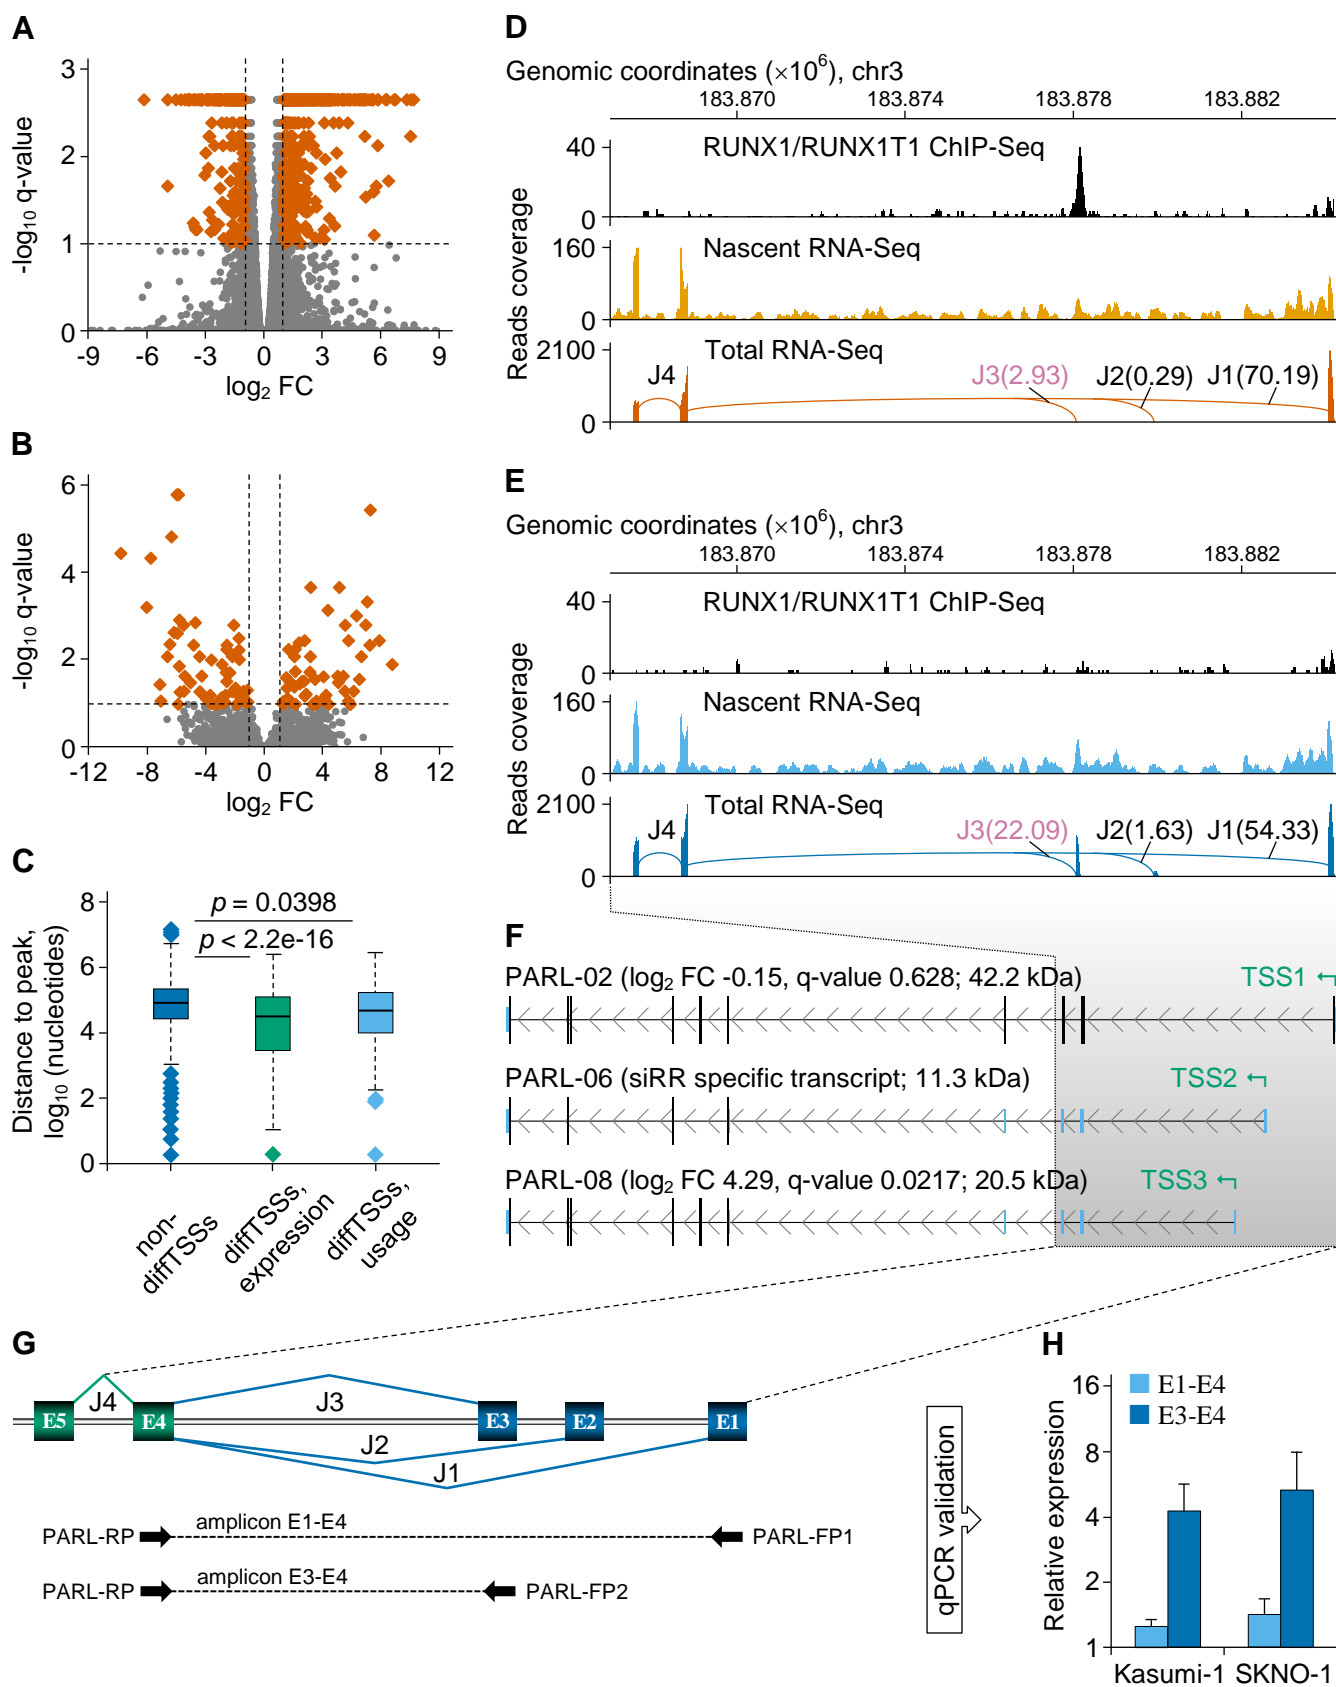 A
3
2
1
0
-log10 q-value
-9 -6 -3 0 3 6 9
log2 FC
B
6
4
2
0
-log10 q-value
-12 -8 -4 0 4 8 12
log2 FC
C
8
6
4
2
0
Distance to peak,
log10 (nucleotides)
p = 0.0398
p < 2.2e-16
non-
diffTSSs
diffTSSs,
expression
diffTSSs,
usage
D
Genomic coordinates (×10^6), chr3
183.870 183.874 183.878 183.882
Reads coverage
RUNX1/RUNX1T1 ChIP-Seq
40
0
Nascent RNA-Seq
160
0
Total RNA-Seq
2100
0
J4 J3(2.93) J2(0.29) J1(70.19)
E
Genomic coordinates (×10^6), chr3
183.870 183.874 183.878 183.882
Reads coverage
RUNX1/RUNX1T1 ChIP-Seq
40
0
Nascent RNA-Seq
160
0
Total RNA-Seq
2100
0
J4 J3(22.09) J2(1.63) J1(54.33)
F
PARL-02 (log2 FC -0.15, q-value 0.628; 42.2 kDa) TSS1
PARL-06 (siRR specific transcript; 11.3 kDa) TSS2
PARL-08 (log2 FC 4.29, q-value 0.0217; 20.5 kDa) TSS3
G
J4 J3
E5 E4 E3 E2 E1
J2
J1
amplicon E1-E4
PARL-RP PARL-FP1
amplicon E3-E4
PARL-RP PARL-FP2
qPCR validation
H
E1-E4
E3-E4
16
8
4
2
1
Relative expression
Kasumi-1 SKNO-1